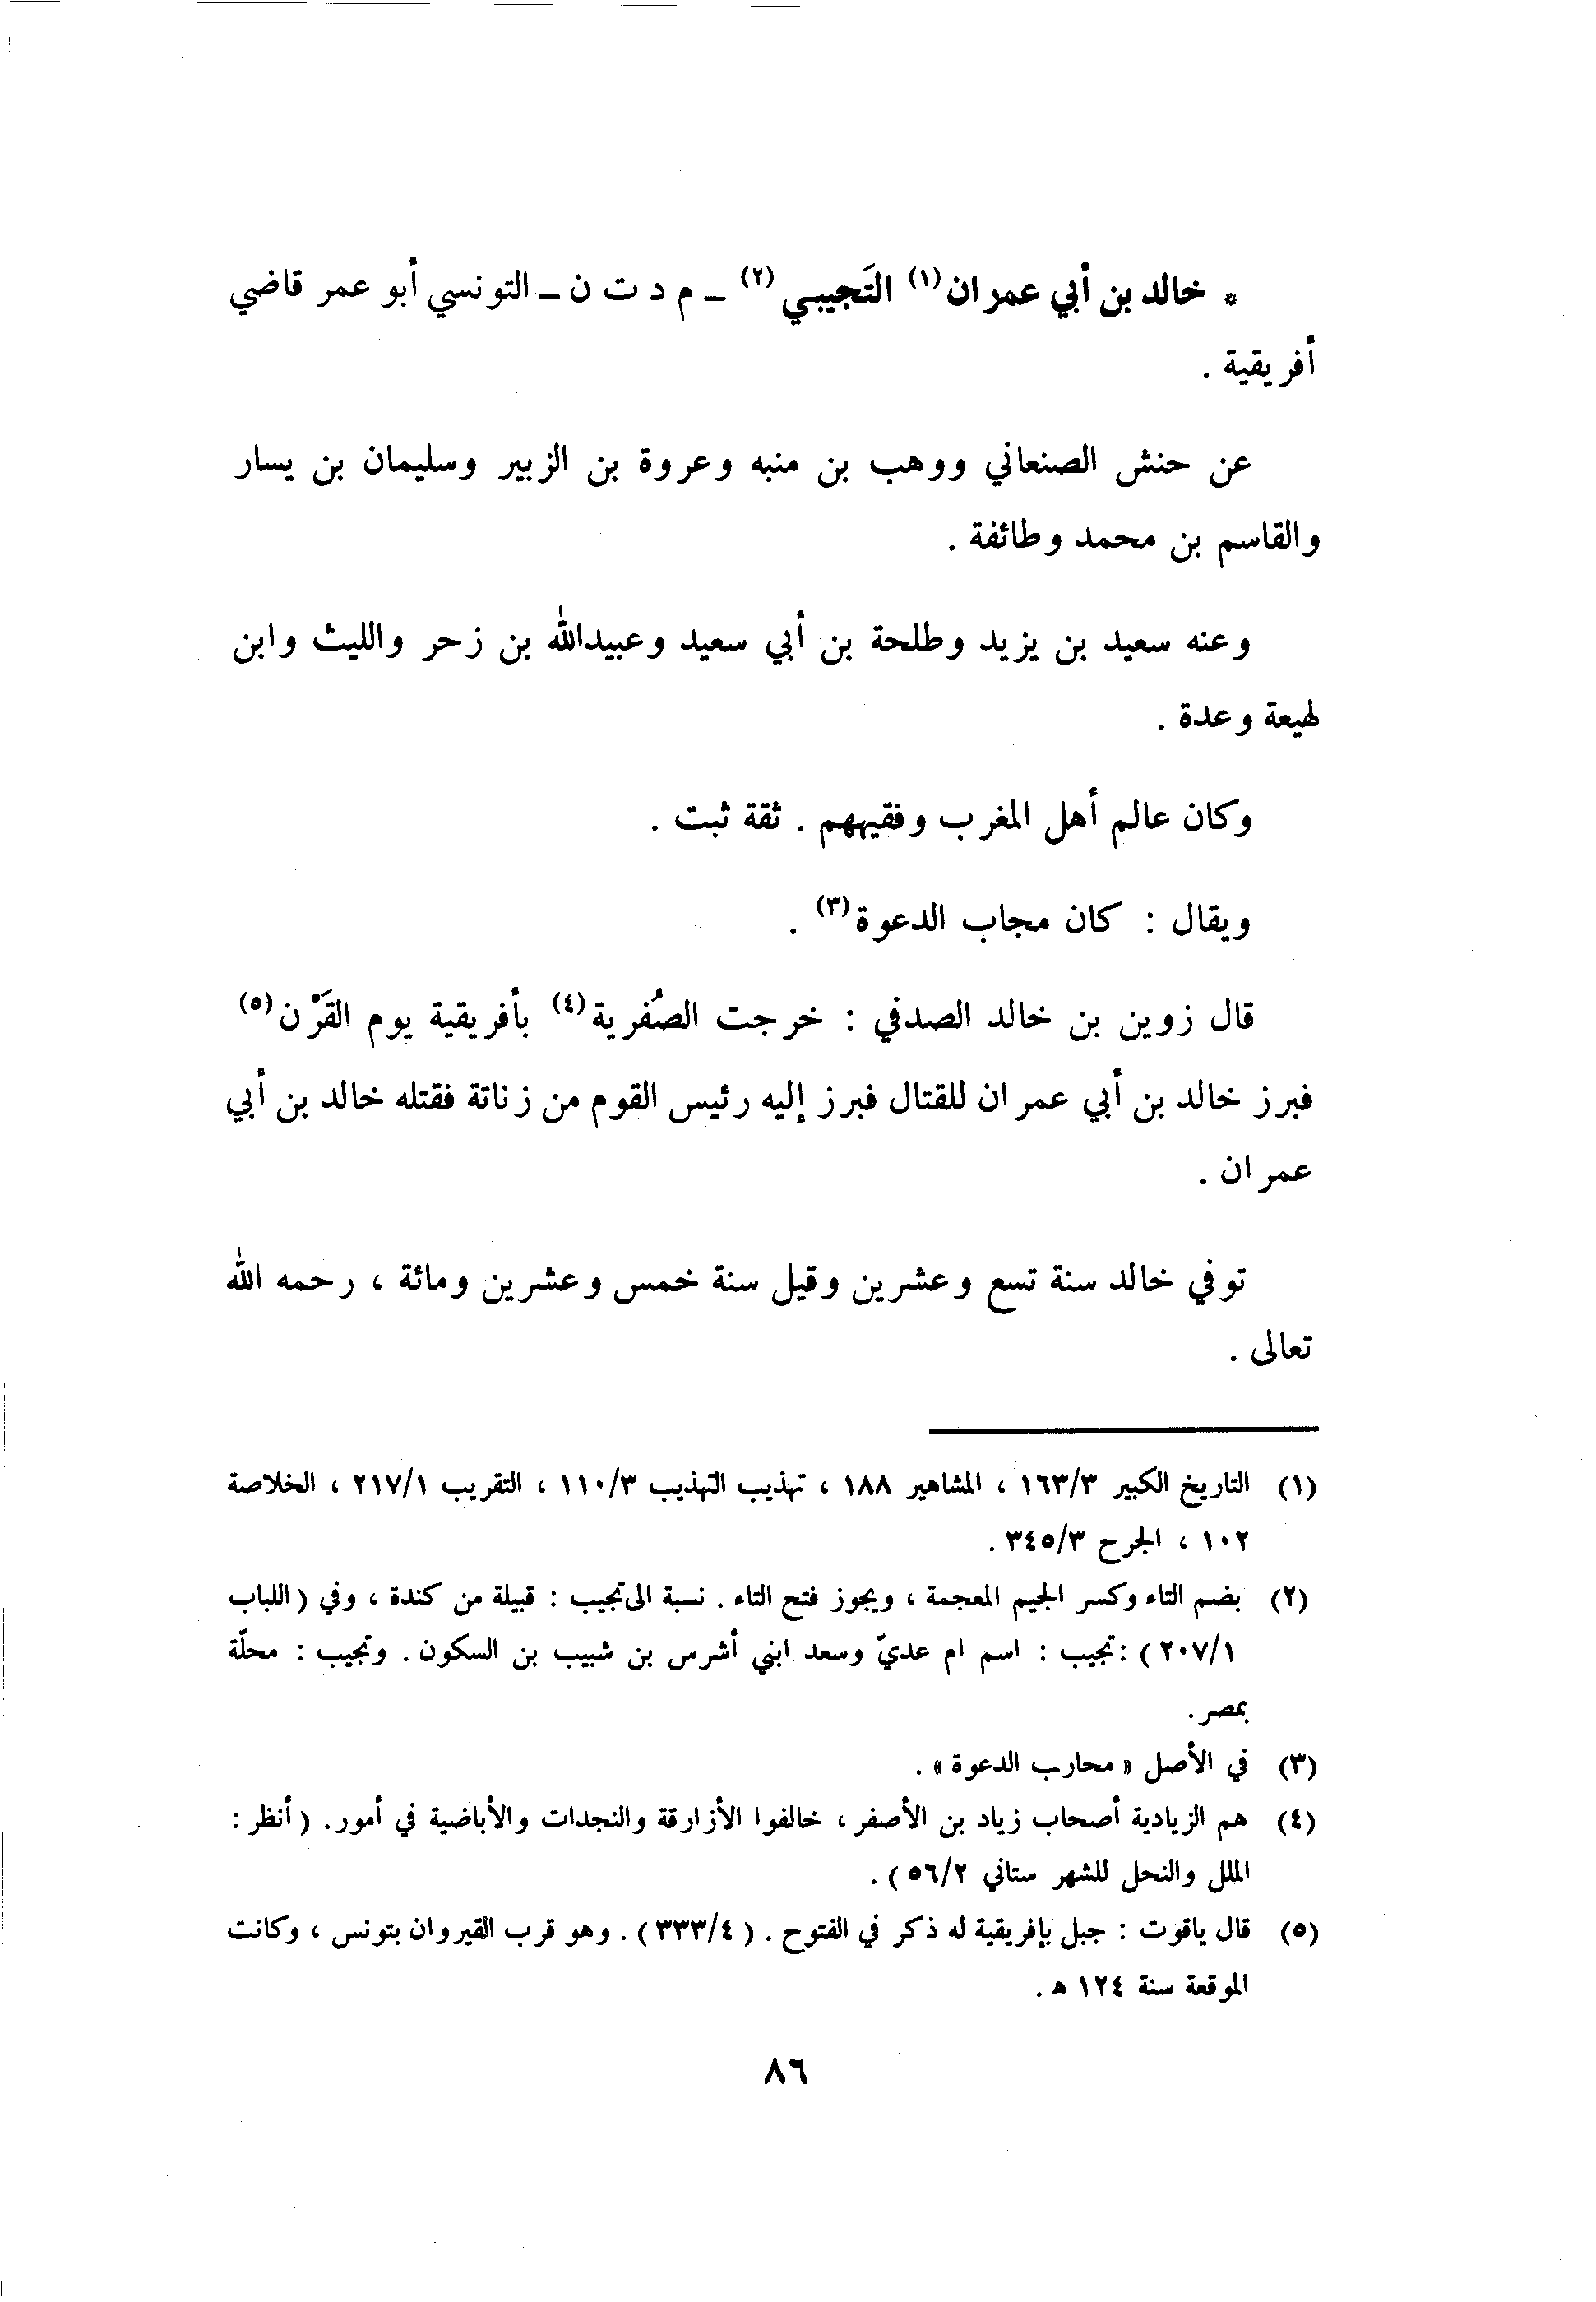 * خالد بن أبي عمران(١) التَجيبي(٢) ــ م د ت ن ــ التونسي أبو عمر قاضي
أفريقية .
عن حنش الصنعاني ووهب بن منبه وعروة بن الزبير وسليمان بن يسار
والقاسم بن محمد وطائفة .
وعنه سعيد بن يزيد وطلحة بن أبي سعيد وعبيدالله بن زحر والليث وابن
لهيعة وعدة .
وكان عالم أهل المغرب وفقيههم . ثقة ثبت .
ويقال : كان مجاب الدعوة(٣) .
قال زوين بن خالد الصدفي : خرجت الصُفرية(٤) بأفريقية يوم القَرْن(٥)
فبرز خالد بن أبي عمران للقتال فبرز إليه رئيس القوم من زناتة فقتله خالد بن أبي
عمران .
توفي خالد سنة تسع وعشرين وقيل سنة خمس وعشرين ومائة ، رحمه الله
تعالى .
(١) التاريخ الكبير ١٦٣/٣ ، المشاهير ١٨٨ ، تهذيب التهذيب ١١٠/٣ ، التقريب ٢١٧/١ ، الخلاصة
١٠٢ ، الجرح ٣٤٥/٣ .
(٢) بضم التاء وكسر الجيم المعجمة ، ويجوز فتح التاء . نسبة الى تجيب : قبيلة من كندة ، وفي ( اللباب
٢٠٧/١ ) : تجيب : اسم ام عديّ وسعد ابني أشرس بن شبيب بن السكون . وتجيب : محلّة
بمصر .
(٣) في الأصل « محارب الدعوة » .
(٤) هم الزيادية أصحاب زياد بن الأصفر ، خالفوا الأزارقة والنجدات والأباضية في أمور . ( أنظر :
الملل والنحل للشهر ستاني ٥٦/٢ ) .
(٥) قال ياقوت : جبل بإفريقية له ذكر في الفتوح . ( ٣٣٣/٤ ) . وهو قرب القيروان بتونس ، وكانت
الموقعة سنة ١٢٤ هـ .
٨٦